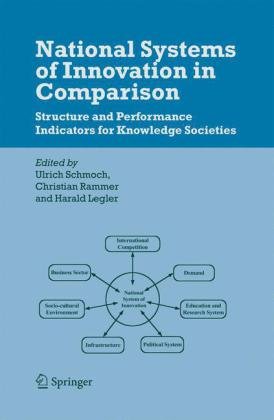 National Systems
of Innovation in
Comparison
Structure and Performance
Indicators for Knowledge Societies
Edited by
Ulrich Schmoch,
Christian Rammer
and Harald Legler
International
Competition
Business Sector
Demand
National
System of
Innovation
Socio-cultural
Environment
Education and
Research System
Infrastructure
Political System
Springer